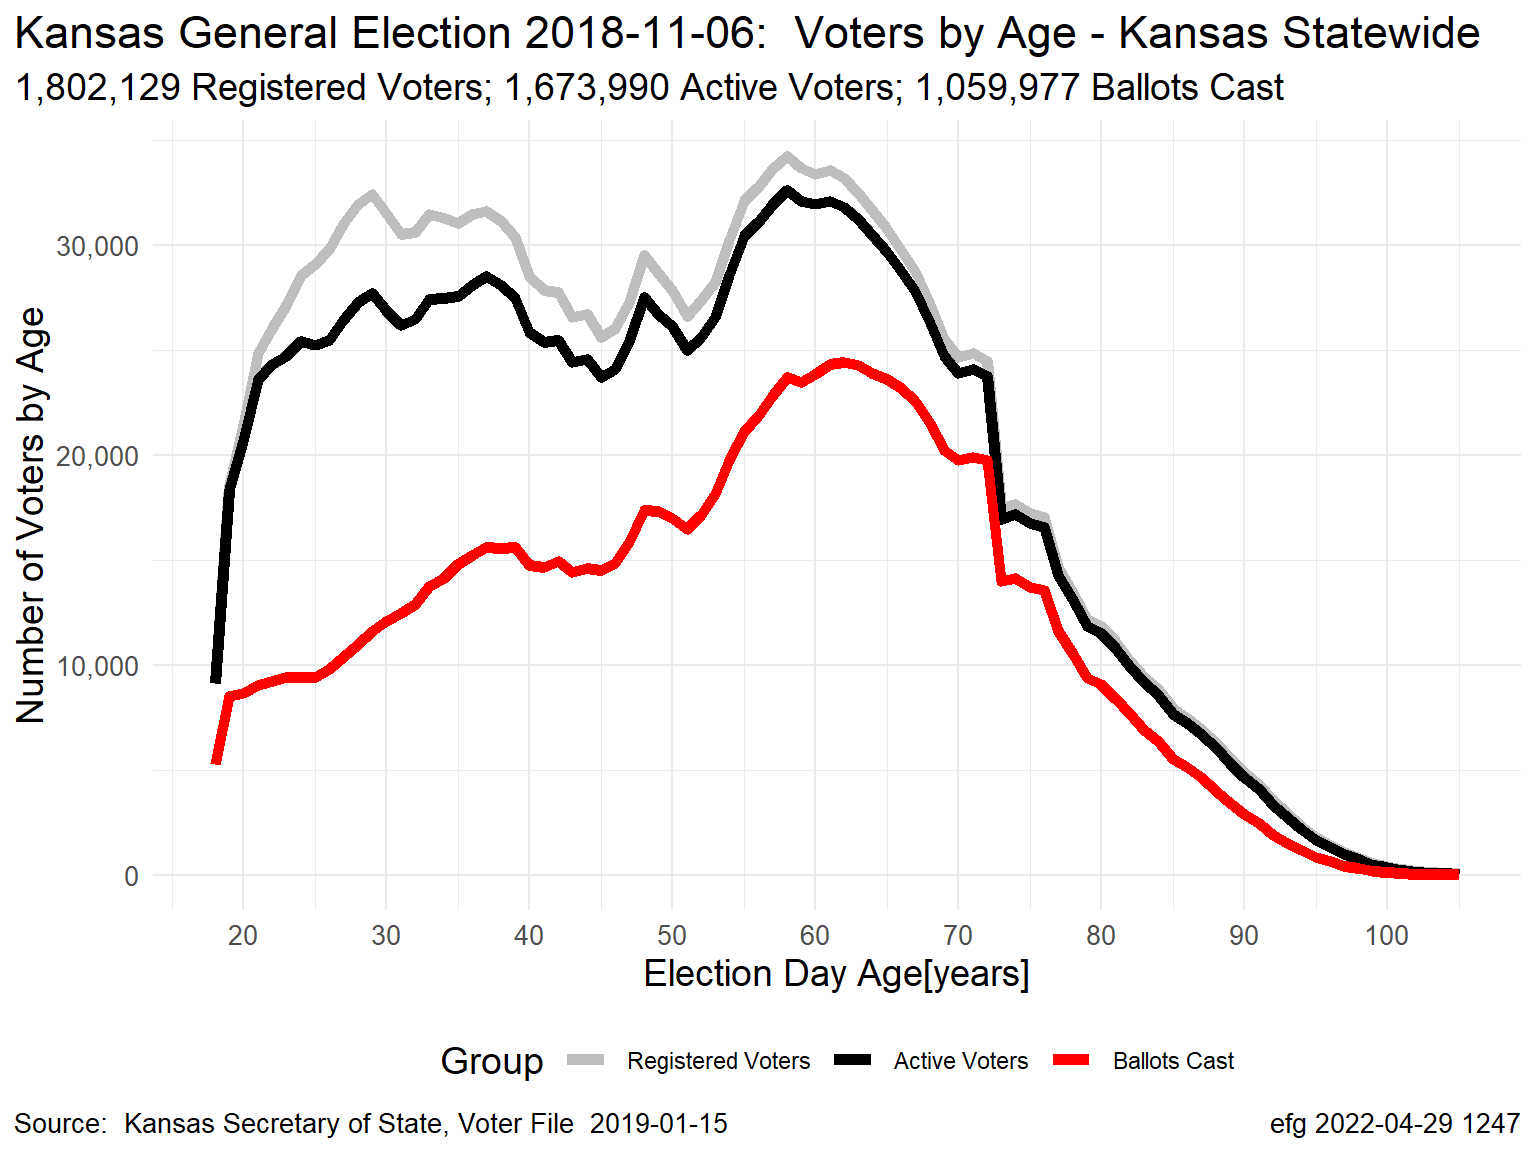 Kansas General Election 2018-11-06:  Voters by Age - Kansas Statewide
1,802,129 Registered Voters; 1,673,990 Active Voters; 1,059,977 Ballots Cast
Number of Voters by Age
30,000
20,000
10,000
0
20 30 40 50 60 70 80 90 100
Election Day Age[years]
Group Registered Voters Active Voters Ballots Cast
Source:  Kansas Secretary of State, Voter File  2019-01-15
efg 2022-04-29 1247